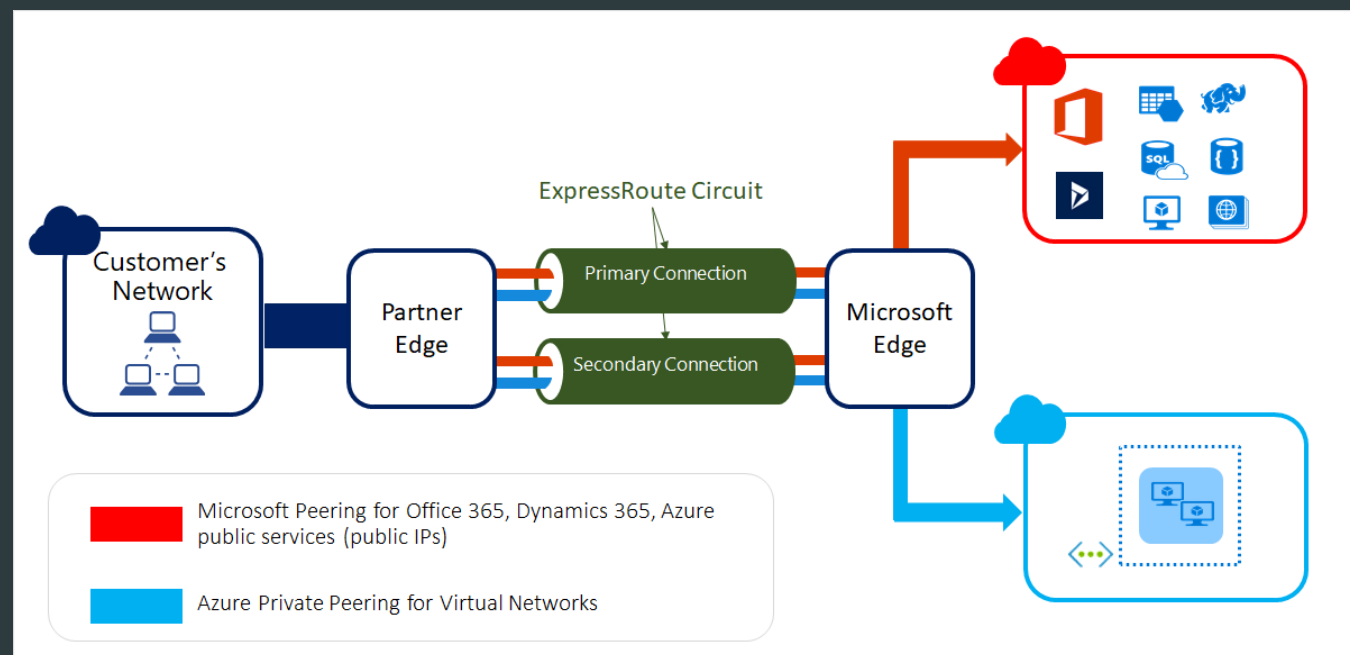 ExpressRoute Circuit
Customer's
Network
Partner
Edge
Primary Connection
Secondary Connection
Microsoft
Edge
SQL
Microsoft Peering for Office 365, Dynamics 365, Azure
public services (public IPs)
Azure Private Peering for Virtual Networks